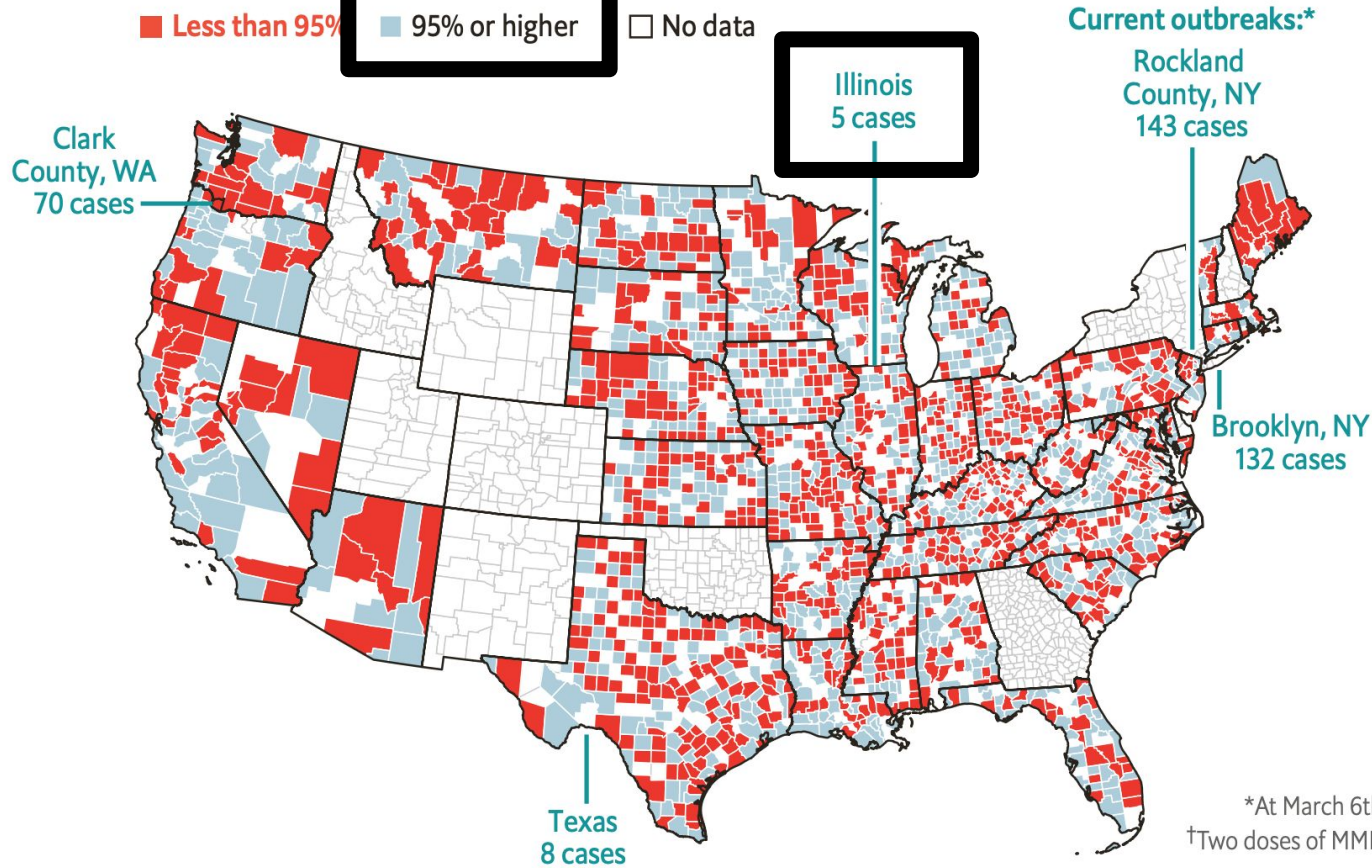 Less than 95%
95% or higher
No data
Current outbreaks:*
Rockland
County, NY
143 cases
Illinois
5 cases
Clark
County, WA
70 cases
Brooklyn, NY
132 cases
Texas
8 cases
*At March 6t
†Two doses of MM